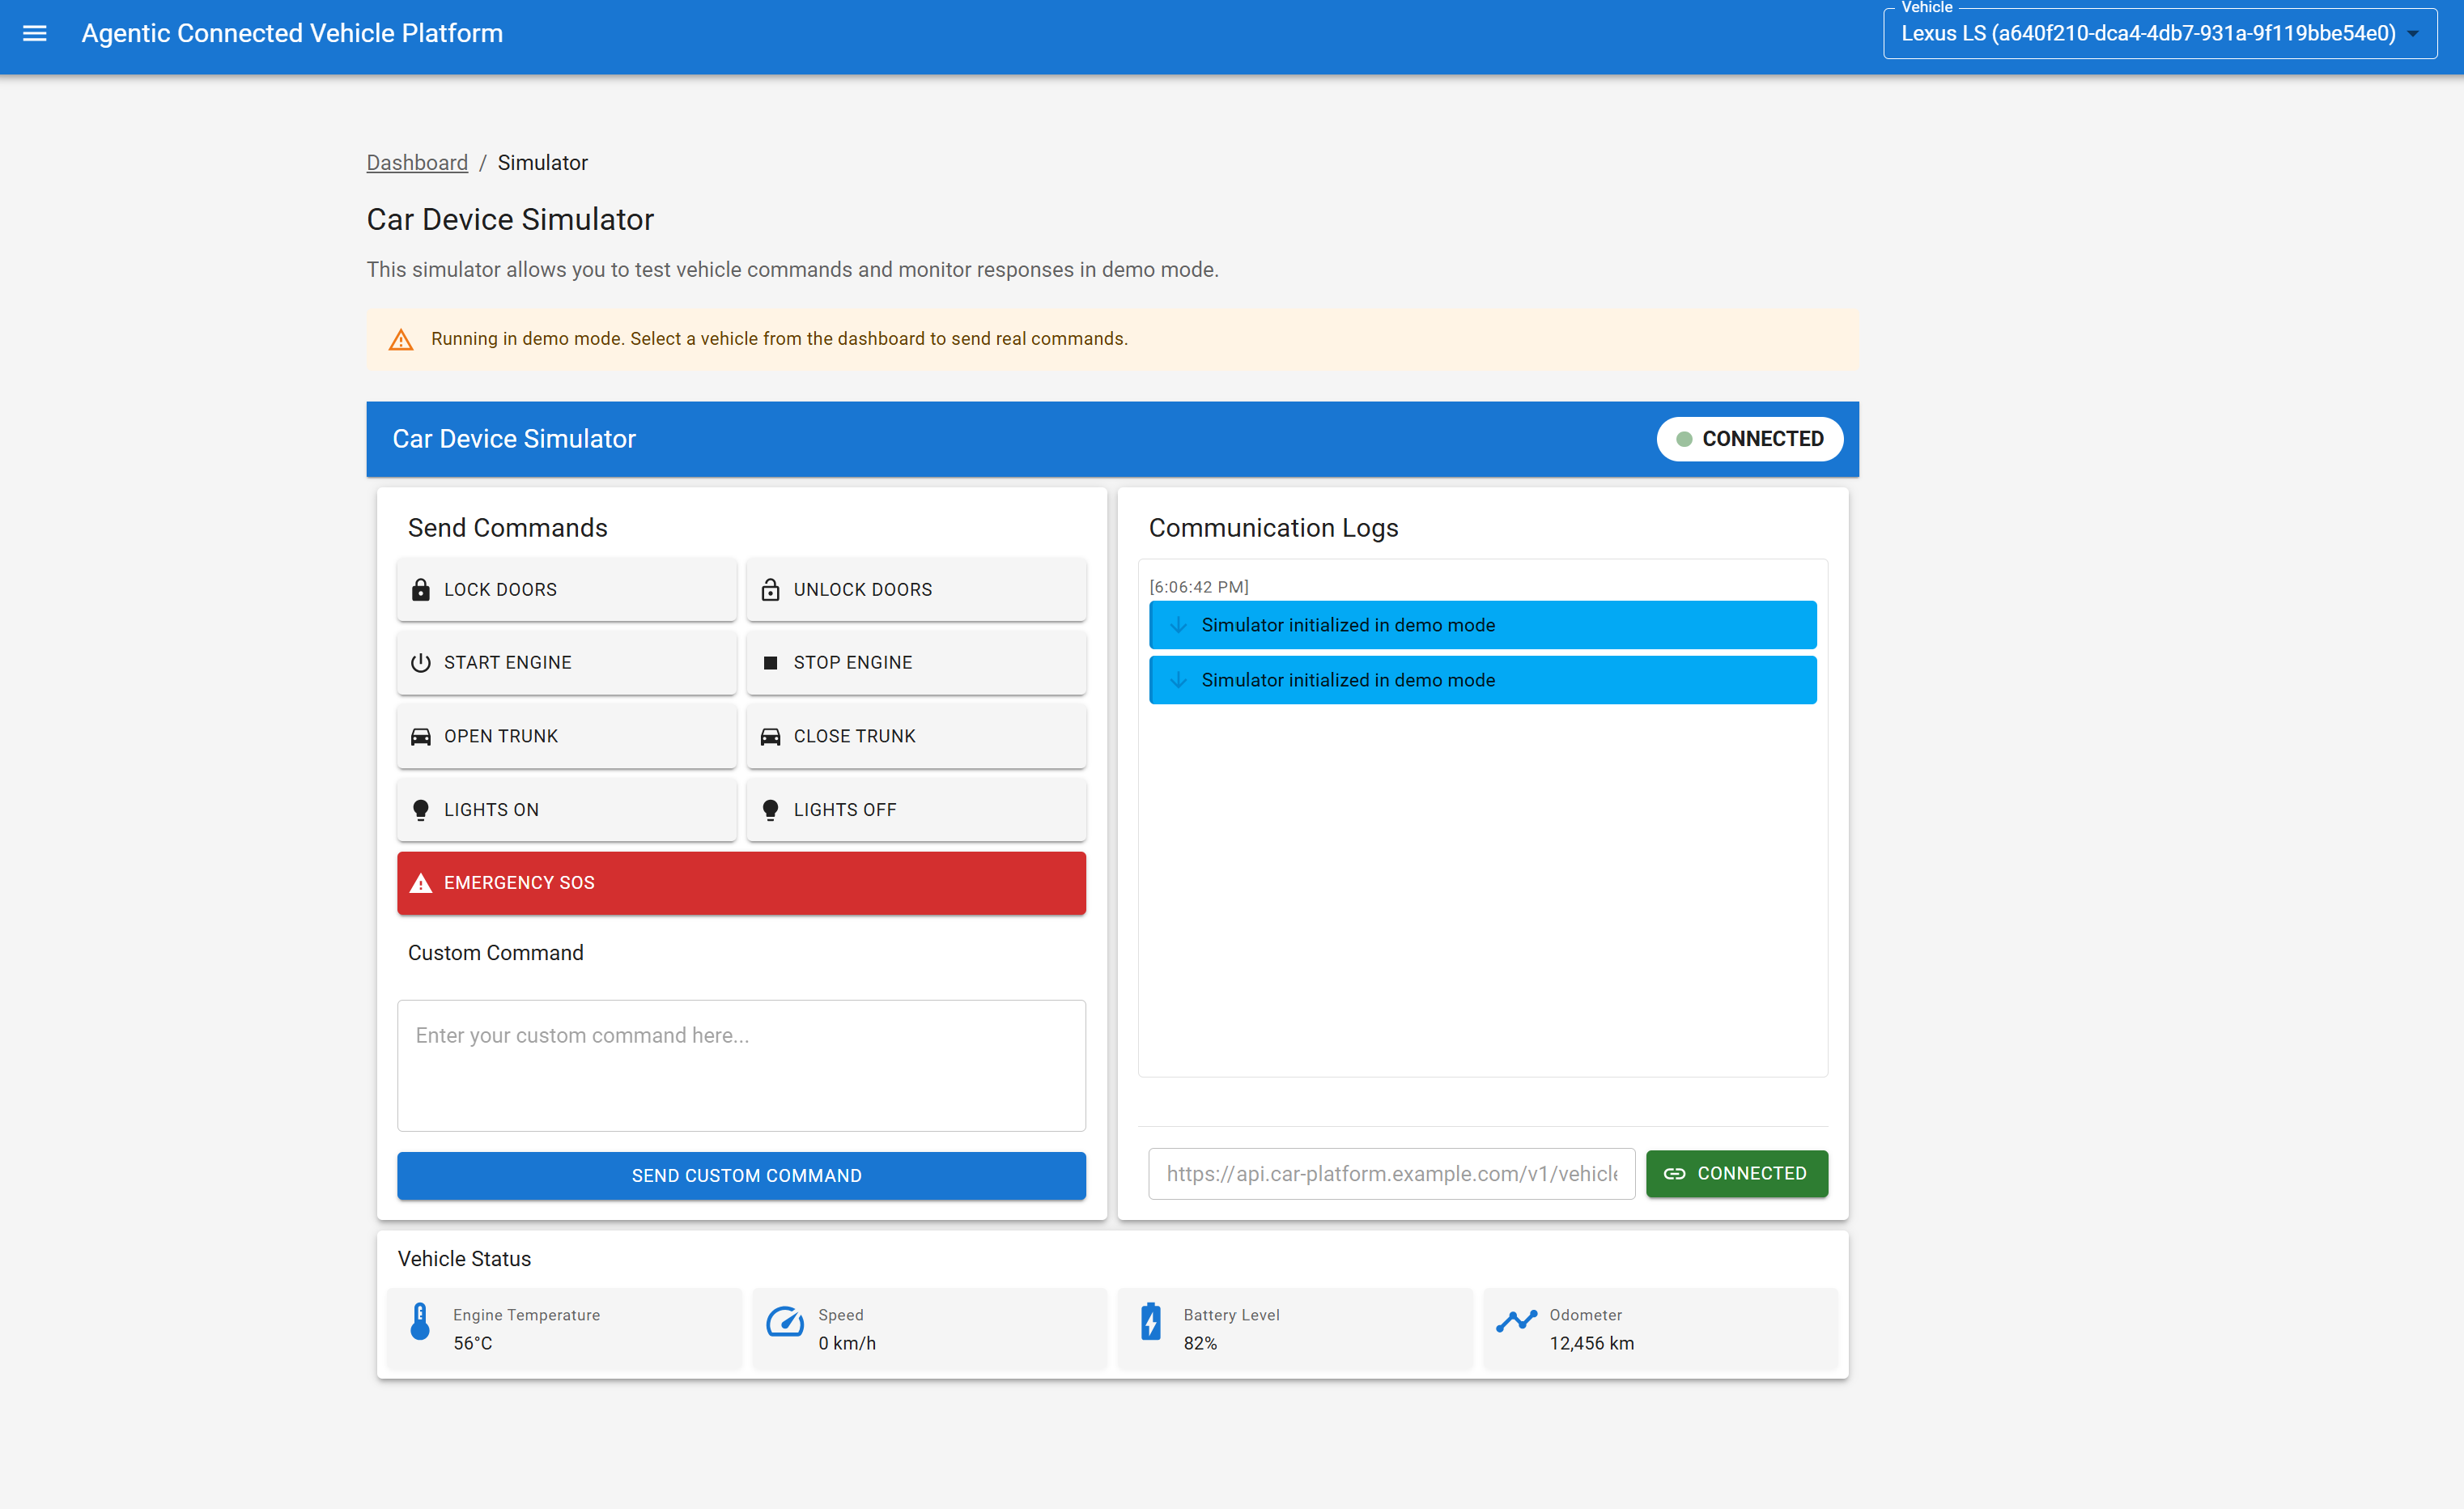 Agentic Connected Vehicle Platform
Vehicle
Lexus LS (a640f210-dca4-4db7-931a-9f119bbe54e0)
Dashboard / Simulator
Car Device Simulator
This simulator allows you to test vehicle commands and monitor responses in demo mode.
Running in demo mode. Select a vehicle from the dashboard to send real commands.
Car Device Simulator
CONNECTED
Send Commands
LOCK DOORS
UNLOCK DOORS
START ENGINE
STOP ENGINE
OPEN TRUNK
CLOSE TRUNK
LIGHTS ON
LIGHTS OFF
EMERGENCY SOS
Custom Command
Enter your custom command here...
SEND CUSTOM COMMAND
Communication Logs
[6:06:42 PM]
Simulator initialized in demo mode
Simulator initialized in demo mode
https://api.car-platform.example.com/v1/vehicle
CONNECTED
Vehicle Status
Engine Temperature
56°C
Speed
0 km/h
Battery Level
82%
Odometer
12,456 km